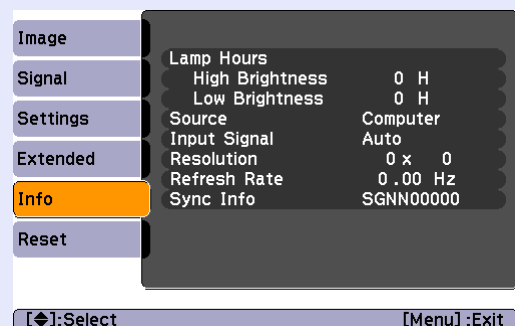 Image
Signal
Settings
Extended
Info
Reset
Lamp Hours
High Brightness 0 H
Low Brightness 0 H
Source Computer
Input Signal Auto
Resolution 0 x 0
Refresh Rate 0.00 Hz
Sync Info SGNN00000
[◆]:Select [Menu]:Exit